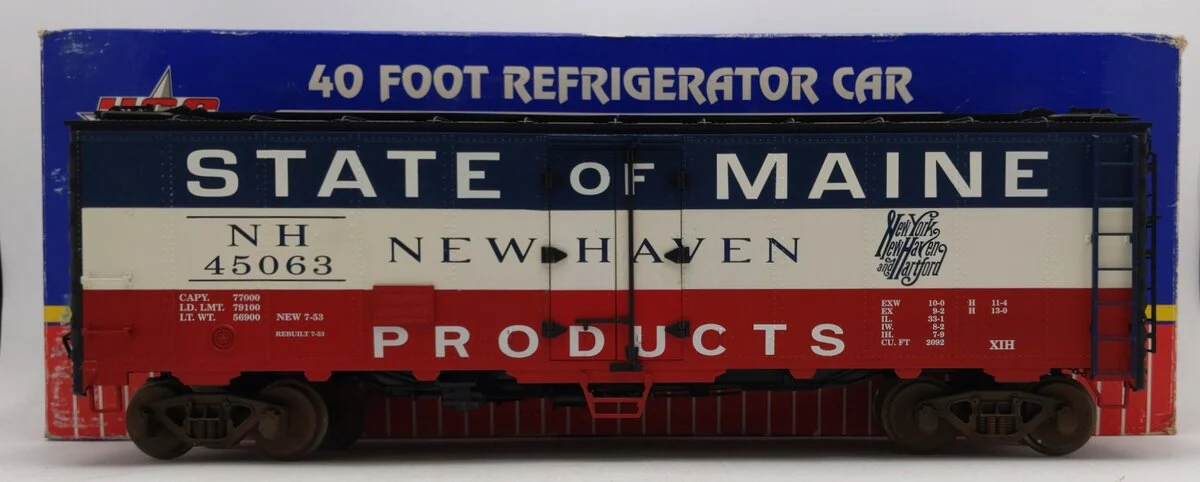 40 FOOT REFRIGERATOR CAR
STATE OF MAINE
NH
45063
NEW HAVEN
New York
New Haven
and Hartford
CAPY. 77000
LD. LMT. 79100
LT. WT. 56900 NEW 7-53
REBUILT 7-53
PRODUCTS
EXW 10-0 H 11-4
EX 9-2 H 13-0
IL. 33-1
IW. 8-2
IH. 7-9
CU. FT 2092 XIH